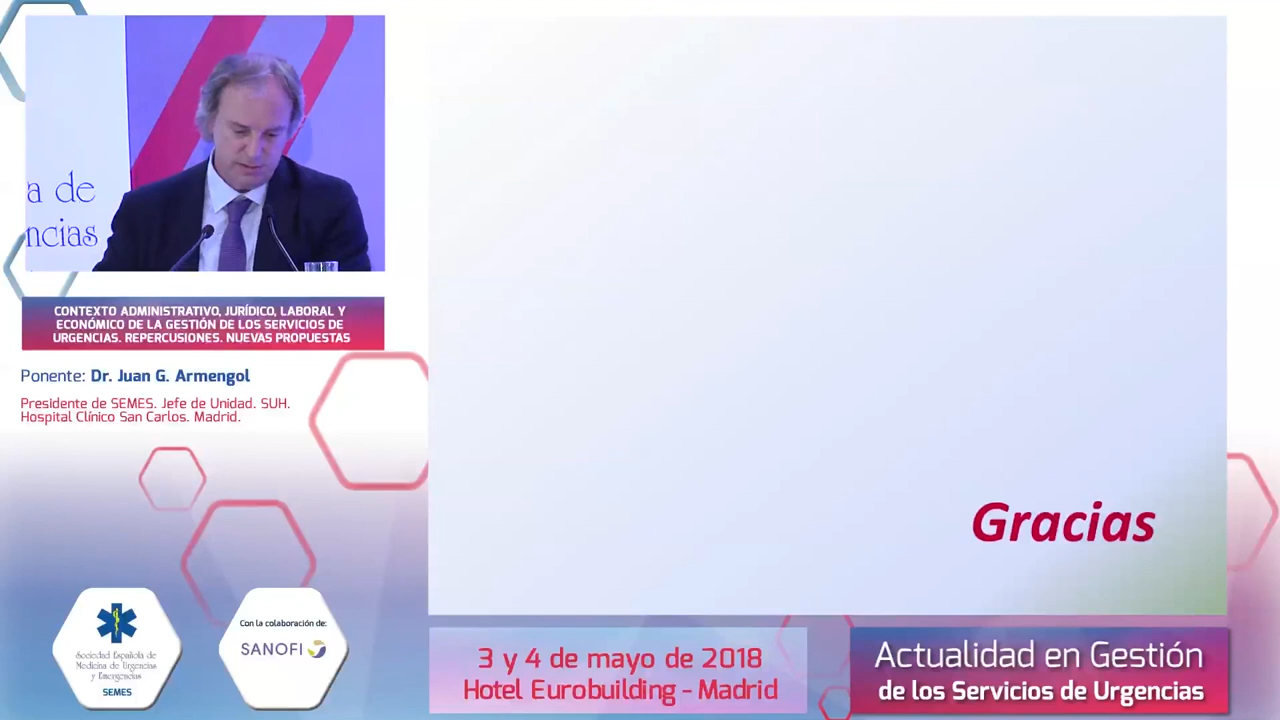 a de
ncias
CONTEXTO ADMINISTRATIVO, JURÍDICO, LABORAL Y
ECONÓMICO DE LA GESTIÓN DE LOS SERVICIOS DE
URGENCIAS. REPERCUSIONES. NUEVAS PROPUESTAS
Ponente: Dr. Juan G. Armengol
Presidente de SEMES. Jefe de Unidad. SUH.
Hospital Clínico San Carlos. Madrid.
Gracias
Sociedad Española de
Medicina de Urgencias
y Emergencias
SEMES
Con la colaboración de:
SANOFI
3 y 4 de mayo de 2018
Hotel Eurobuilding - Madrid
Actualidad en Gestión
de los Servicios de Urgencias